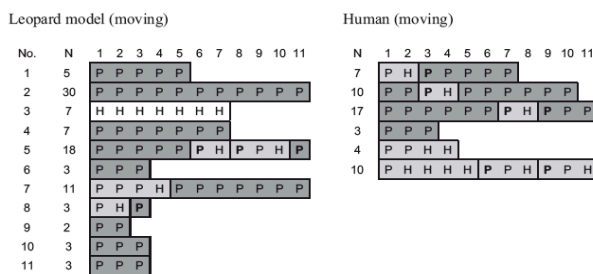 Leopard model (moving) Human (moving)
No. N 1 2 3 4 5 6 7 8 9 10 11 N 1 2 3 4 5 6 7 8 9 10 11
1 5 P P P P P 7 P H P P P P P
2 30 P P P P P P P P P P P 10 P P P H P P P P P P
3 7 H H H H H H H 17 P P P P P P P H P P P
4 7 P P P P P P P 3 P P P
5 18 P P P P P P H P P H P 4 P P H H
6 3 P P P 10 P H H H H P P H P P H
7 11 P P P H P P P P P P P
8 3 P H P
9 2 P P
10 3 P P P
11 3 P P P